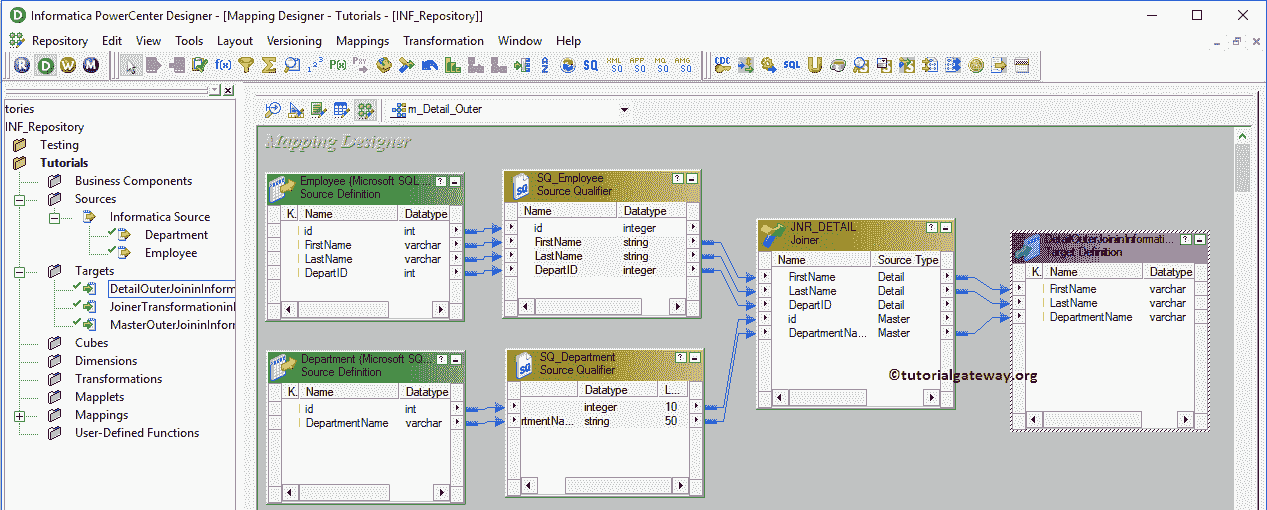 Informatica PowerCenter Designer - [Mapping Designer - Tutorials - [INF_Repository]]
Repository Edit View Tools Layout Versioning Mappings Transformation Window Help
m_Detail_Outer
tories
INF_Repository
Testing
Tutorials
Business Components
Sources
Informatica Source
Department
Employee
Targets
DetailOuterJoininInform
JoinerTransformationinI
MasterOuterJoininInfor
Cubes
Dimensions
Transformations
Mapplets
Mappings
User-Defined Functions
Mapping Designer
Employee (Microsoft SQL ...
Source Definition
K. Name Datatype
id int
FirstName varchar
LastName varchar
DepartID int
SQ_Employee
Source Qualifier
Name Datatype
id integer
FirstName string
LastName string
DepartID integer
Department (Microsoft SQ...
Source Definition
K. Name Datatype
id int
DepartmentName varchar
SQ_Department
Source Qualifier
Datatype L...
integer 10
rtmentNa... string 50
JNR_DETAIL
Joiner
Name Source Type
FirstName Detail
LastName Detail
DepartID Detail
id Master
DepartmentNa... Master
DetailOuterJoininInformati...
Target Definition
K. Name Datatype
FirstName varchar
LastName varchar
DepartmentName varchar
©tutorialgateway.org